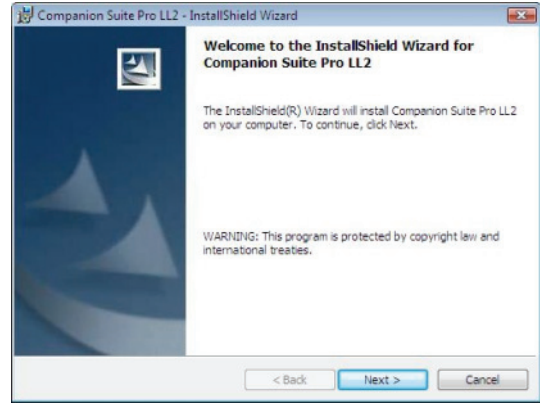 Companion Suite Pro LL2 - InstallShield Wizard
Welcome to the InstallShield Wizard for
Companion Suite Pro LL2
The InstallShield(R) Wizard will install Companion Suite Pro LL2
on your computer. To continue, click Next.
WARNING: This program is protected by copyright law and
international treaties.
< Back Next > Cancel